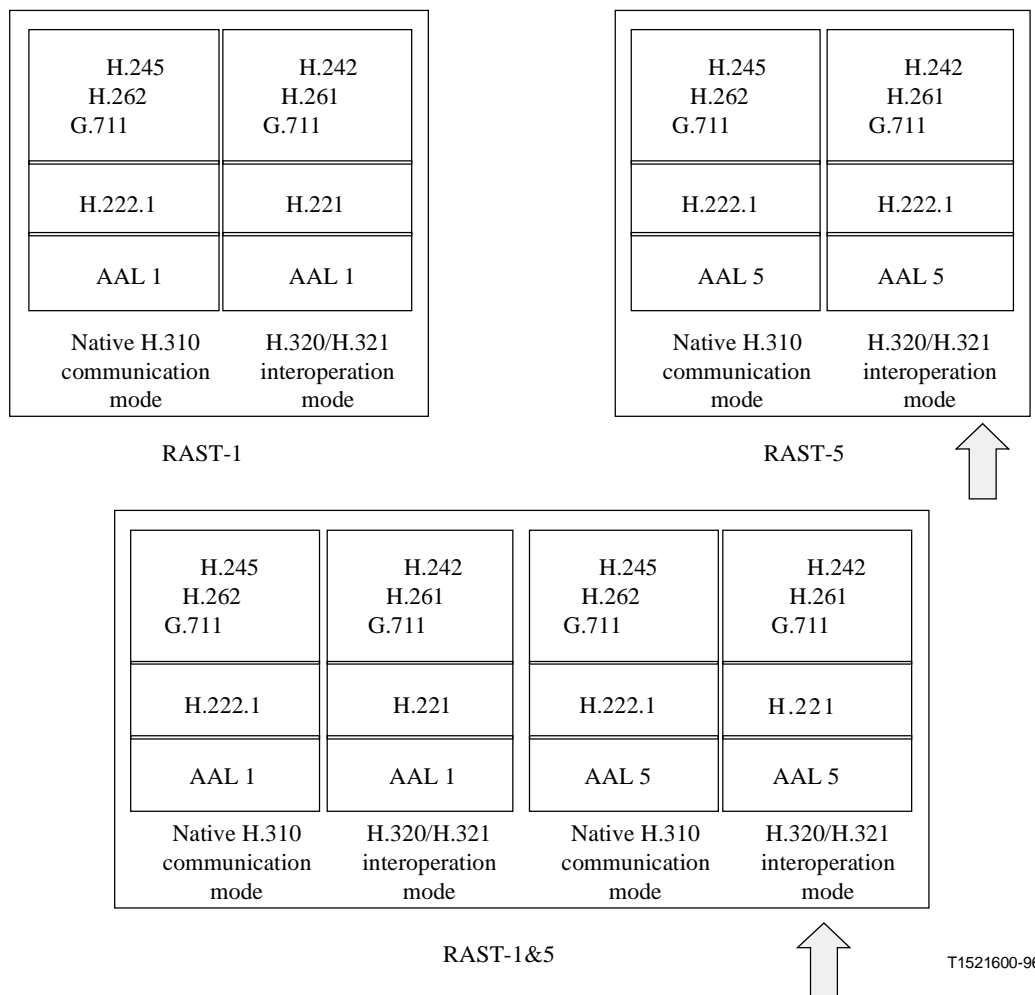 H.245
H.262
G.711
H.222.1
AAL 1
Native H.310
communication
mode
H.242
H.261
G.711
H.221
AAL 1
H.320/H.321
interoperation
mode
RAST-1
H.245
H.262
G.711
H.222.1
AAL 5
Native H.310
communication
mode
H.242
H.261
G.711
H.222.1
AAL 5
H.320/H.321
interoperation
mode
RAST-5
H.245
H.262
G.711
H.222.1
AAL 1
Native H.310
communication
mode
H.242
H.261
G.711
H.221
AAL 1
H.320/H.321
interoperation
mode
H.245
H.262
G.711
H.222.1
AAL 5
Native H.310
communication
mode
H.242
H.261
G.711
H.221
AAL 5
H.320/H.321
interoperation
mode
RAST-1&5
T1521600-96